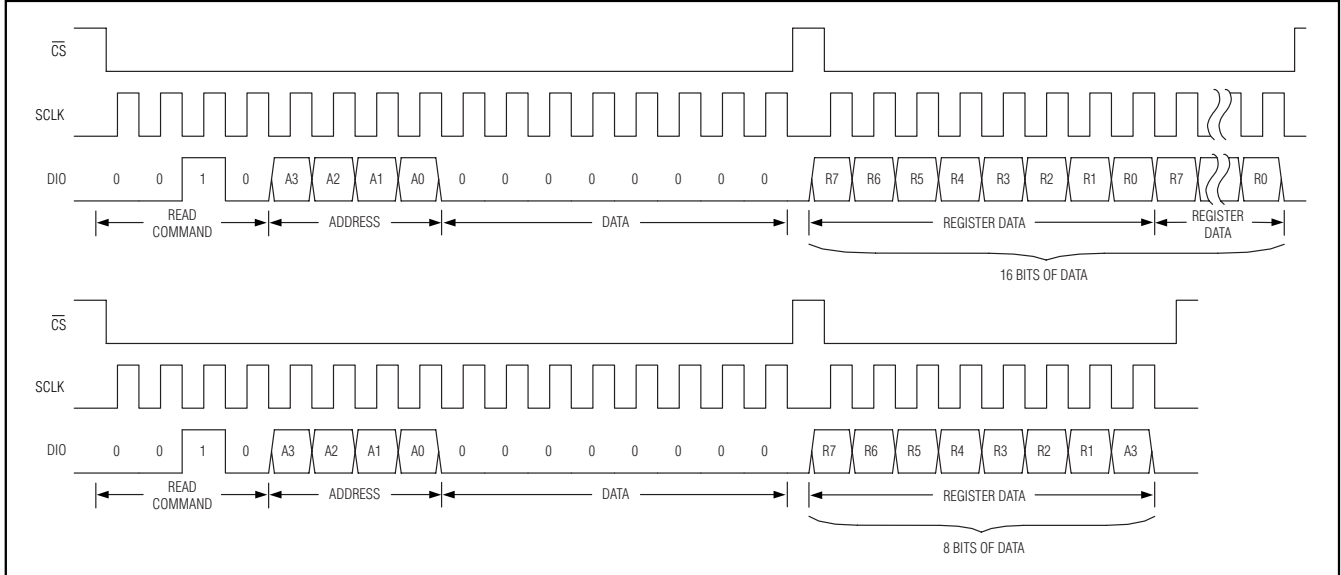 CS
SCLK
DIO 0 0 1 0 A3 A2 A1 A0 0 0 0 0 0 0 0 0 R7 R6 R5 R4 R3 R2 R1 R0 R7 R0
READ
COMMAND
ADDRESS
DATA
REGISTER DATA
REGISTER
DATA
16 BITS OF DATA
CS
SCLK
DIO 0 0 1 0 A3 A2 A1 A0 0 0 0 0 0 0 0 0 R7 R6 R5 R4 R3 R2 R1 A3
READ
COMMAND
ADDRESS
DATA
REGISTER DATA
8 BITS OF DATA